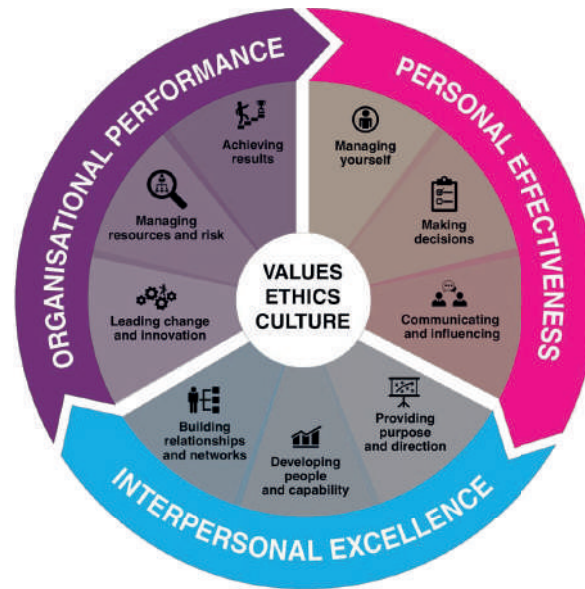 ORGANISATIONAL PERFORMANCE
PERSONAL EFFECTIVENESS
INTERPERSONAL EXCELLENCE
Achieving
results
Managing
yourself
Managing
resources and risk
Making
decisions
Leading change
and innovation
Communicating
and influencing
Building
relationships
and networks
Developing
people
and capability
Providing
purpose
and direction
VALUES
ETHICS
CULTURE